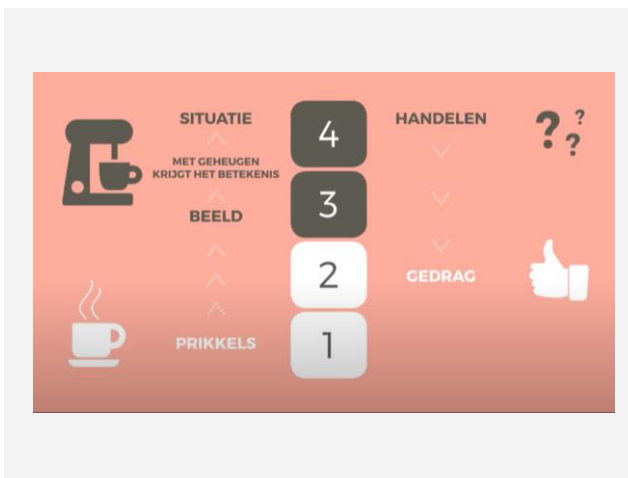 SITUATIE
MET GEHEUGEN
KRIJGT HET BETEKENIS
BEELD
PRIKKELS
4
3
2
1
HANDELEN
GEDRAG
? ? ?